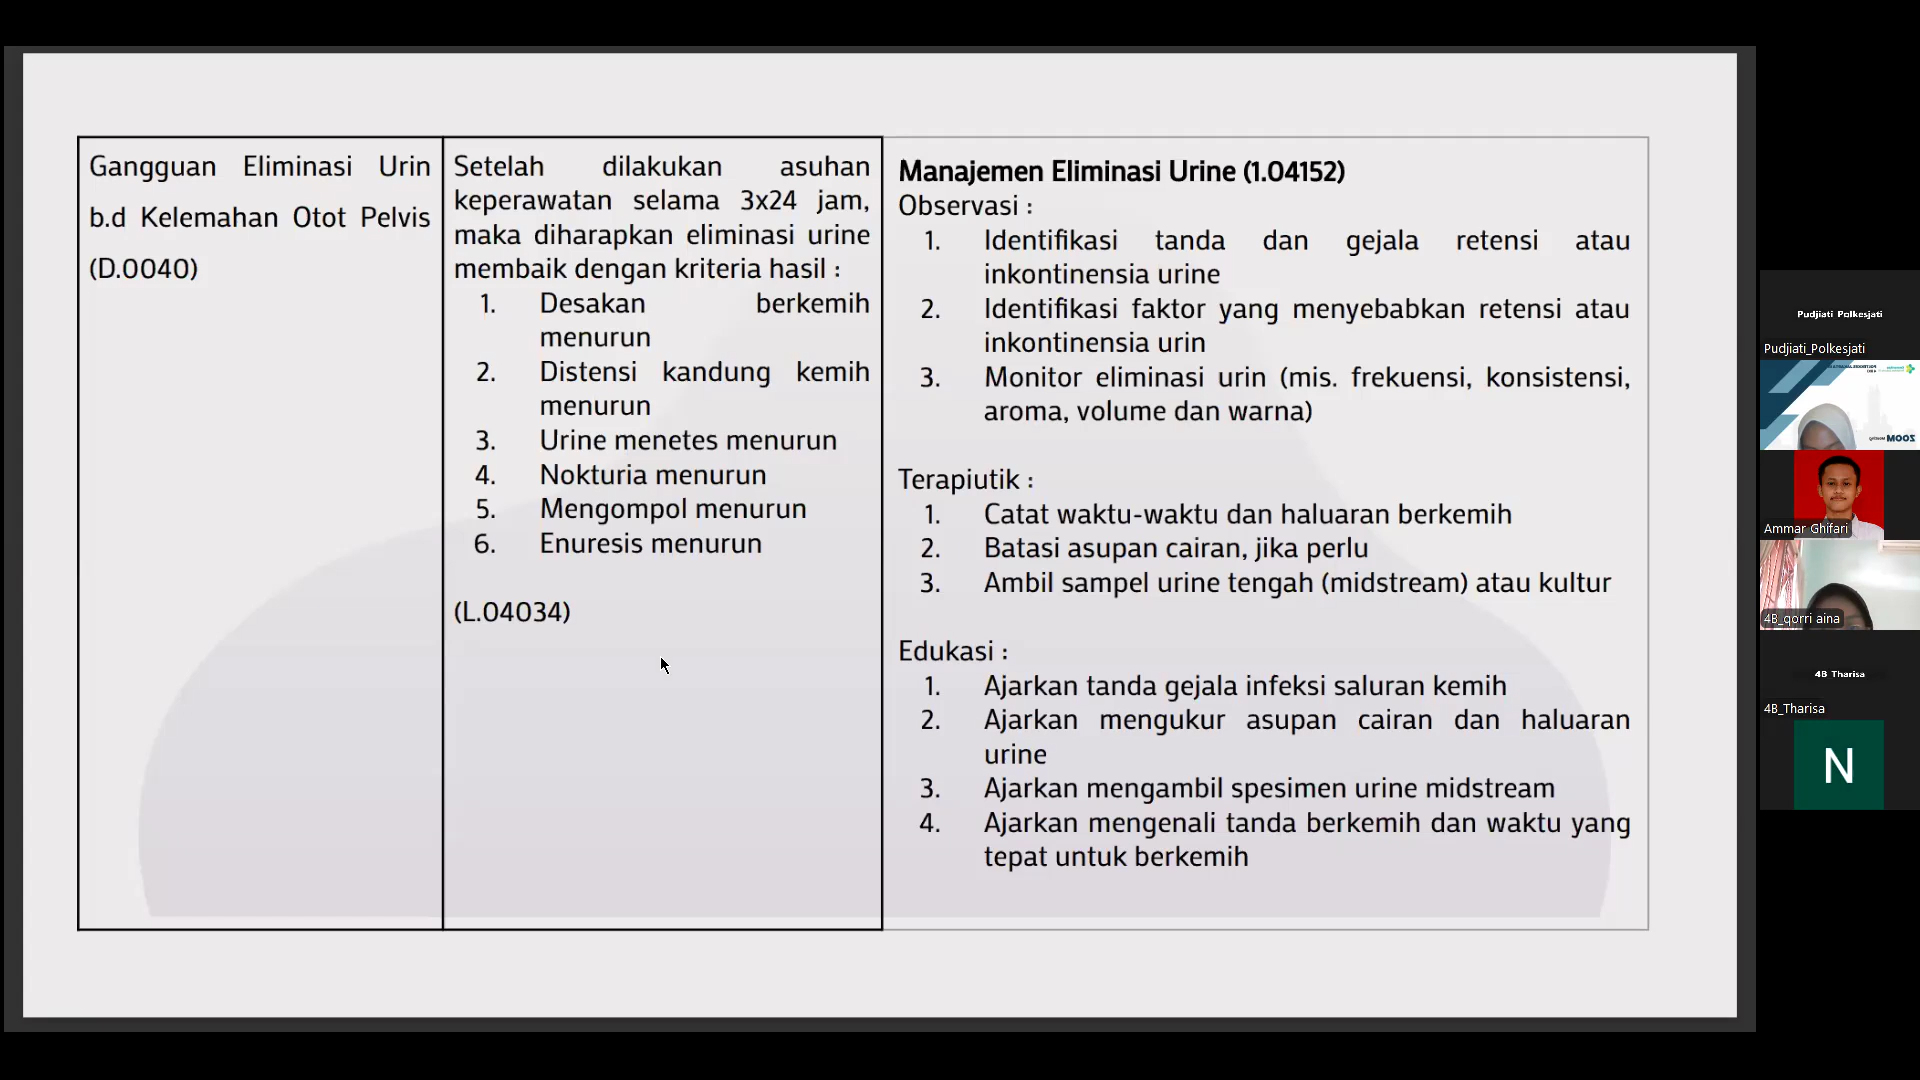 Gangguan Eliminasi Urin
b.d Kelemahan Otot Pelvis
(D.0040)
Setelah dilakukan asuhan
keperawatan selama 3x24 jam,
maka diharapkan eliminasi urine
membaik dengan kriteria hasil :
1. Desakan berkemih
menurun
2. Distensi kandung kemih
menurun
3. Urine menetes menurun
4. Nokturia menurun
5. Mengompol menurun
6. Enuresis menurun
(L.04034)
Manajemen Eliminasi Urine (1.04152)
Observasi :
1. Identifikasi tanda dan gejala retensi atau
inkontinensia urine
2. Identifikasi faktor yang menyebabkan retensi atau
inkontinensia urin
3. Monitor eliminasi urin (mis. frekuensi, konsistensi,
aroma, volume dan warna)
Terapiutik :
1. Catat waktu-waktu dan haluaran berkemih
2. Batasi asupan cairan, jika perlu
3. Ambil sampel urine tengah (midstream) atau kultur
Edukasi :
1. Ajarkan tanda gejala infeksi saluran kemih
2. Ajarkan mengukur asupan cairan dan haluaran
urine
3. Ajarkan mengambil spesimen urine midstream
4. Ajarkan mengenali tanda berkemih dan waktu yang
tepat untuk berkemih
Pudjiati Polkesjati
Pudjiati_Polkesjati
ZOOM
Ammar Ghifari
4B_qorri aina
4B Tharisa
4B_Tharisa
N